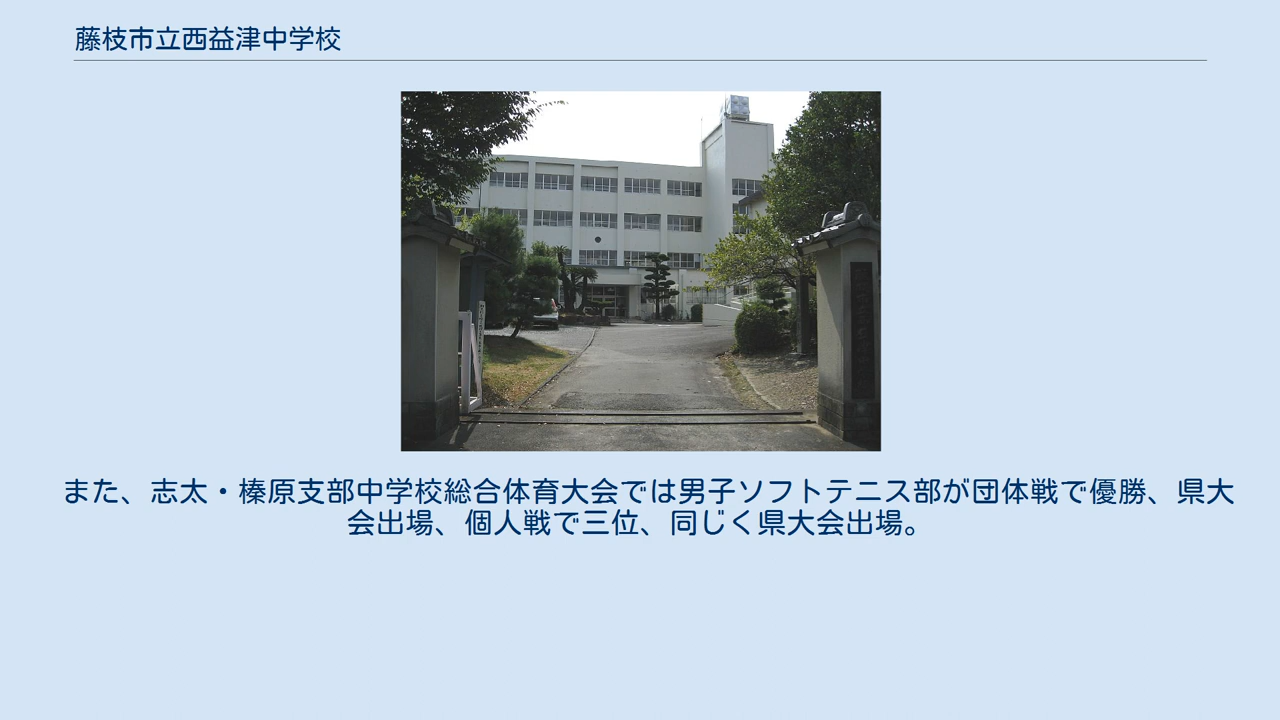 藤枝市立西益津中学校
また、志太・榛原支部中学校総合体育大会では男子ソフトテニス部が団体戦で優勝、県大
会出場、個人戦で三位、同じく県大会出場。